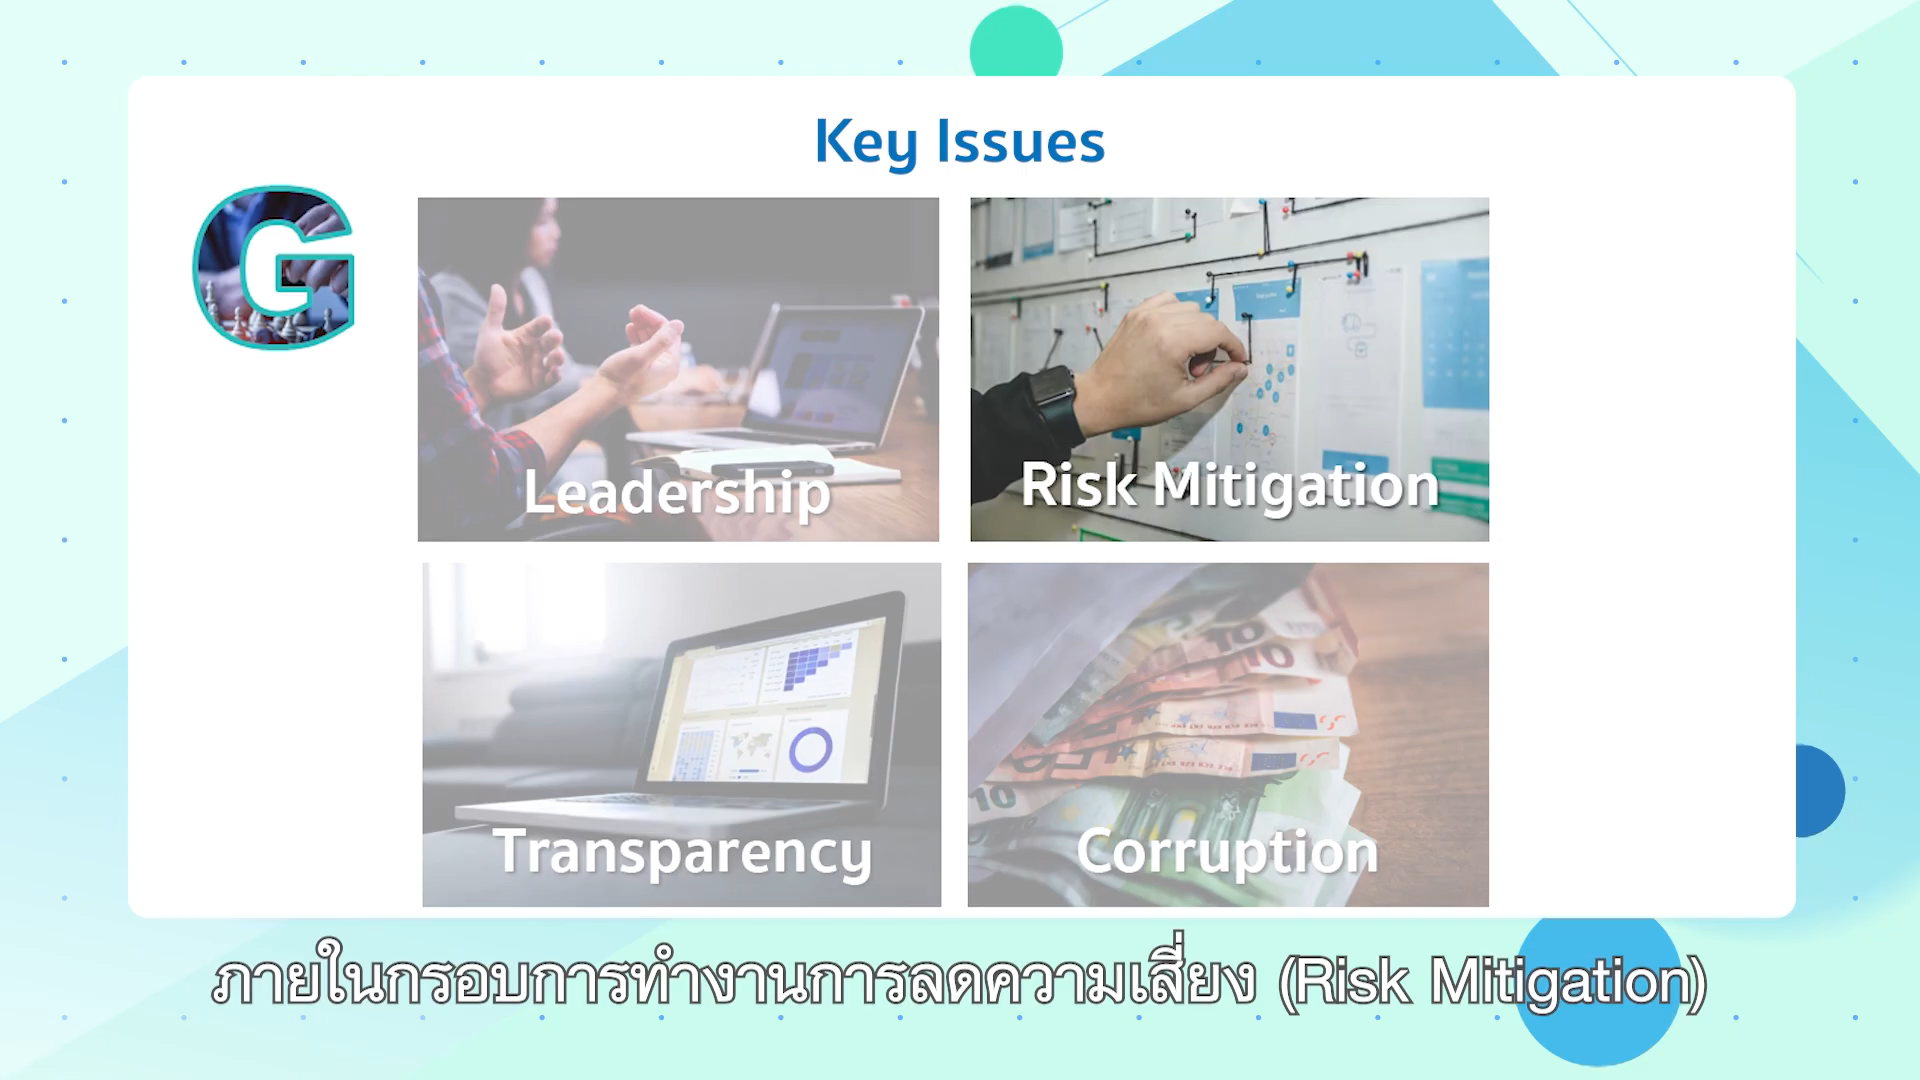 Key Issues
G
Leadership
Risk Mitigation
Transparency
Corruption
ภายในกรอบการทำงานการลดความเสี่ยง (Risk Mitigation)